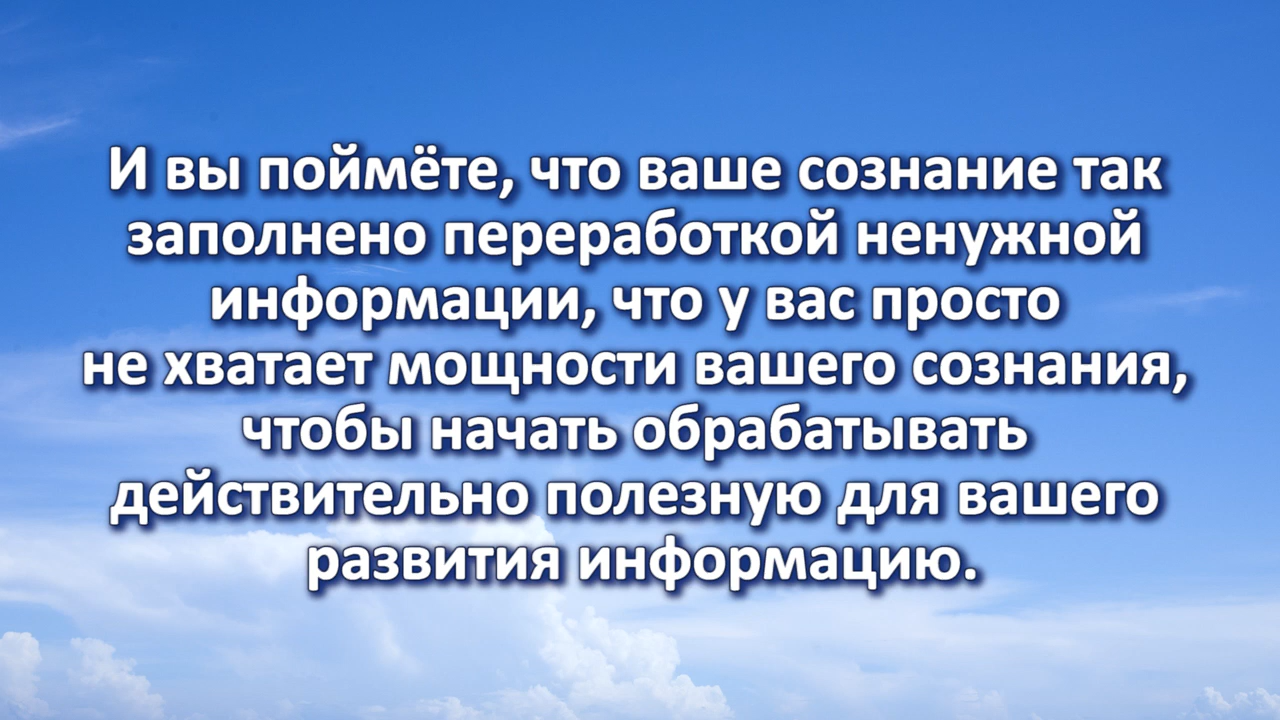 И вы поймёте, что ваше сознание так
заполнено переработкой ненужной
информации, что у вас просто
не хватает мощности вашего сознания,
чтобы начать обрабатывать
действительно полезную для вашего
развития информацию.